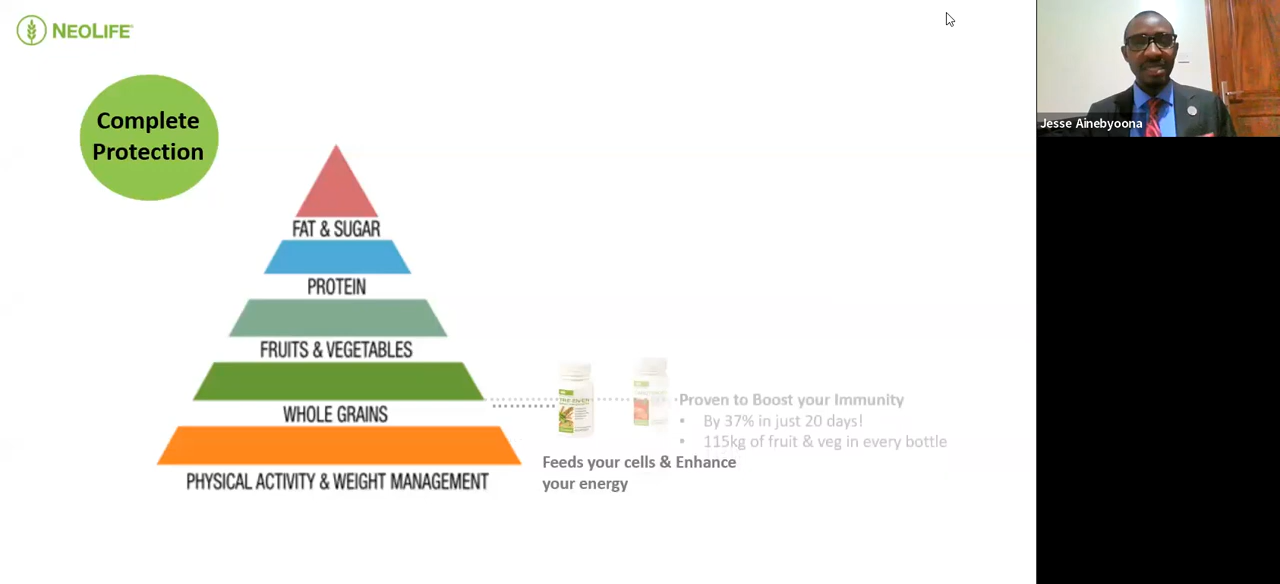 NEOLIFE
Jesse Ainebyoona
Complete
Protection
FAT & SUGAR
PROTEIN
FRUITS & VEGETABLES
WHOLE GRAINS
PHYSICAL ACTIVITY & WEIGHT MANAGEMENT
Proven to Boost your Immunity
• By 37% in just 20 days!
• 115kg of fruit & veg in every bottle
Feeds your cells & Enhance
your energy